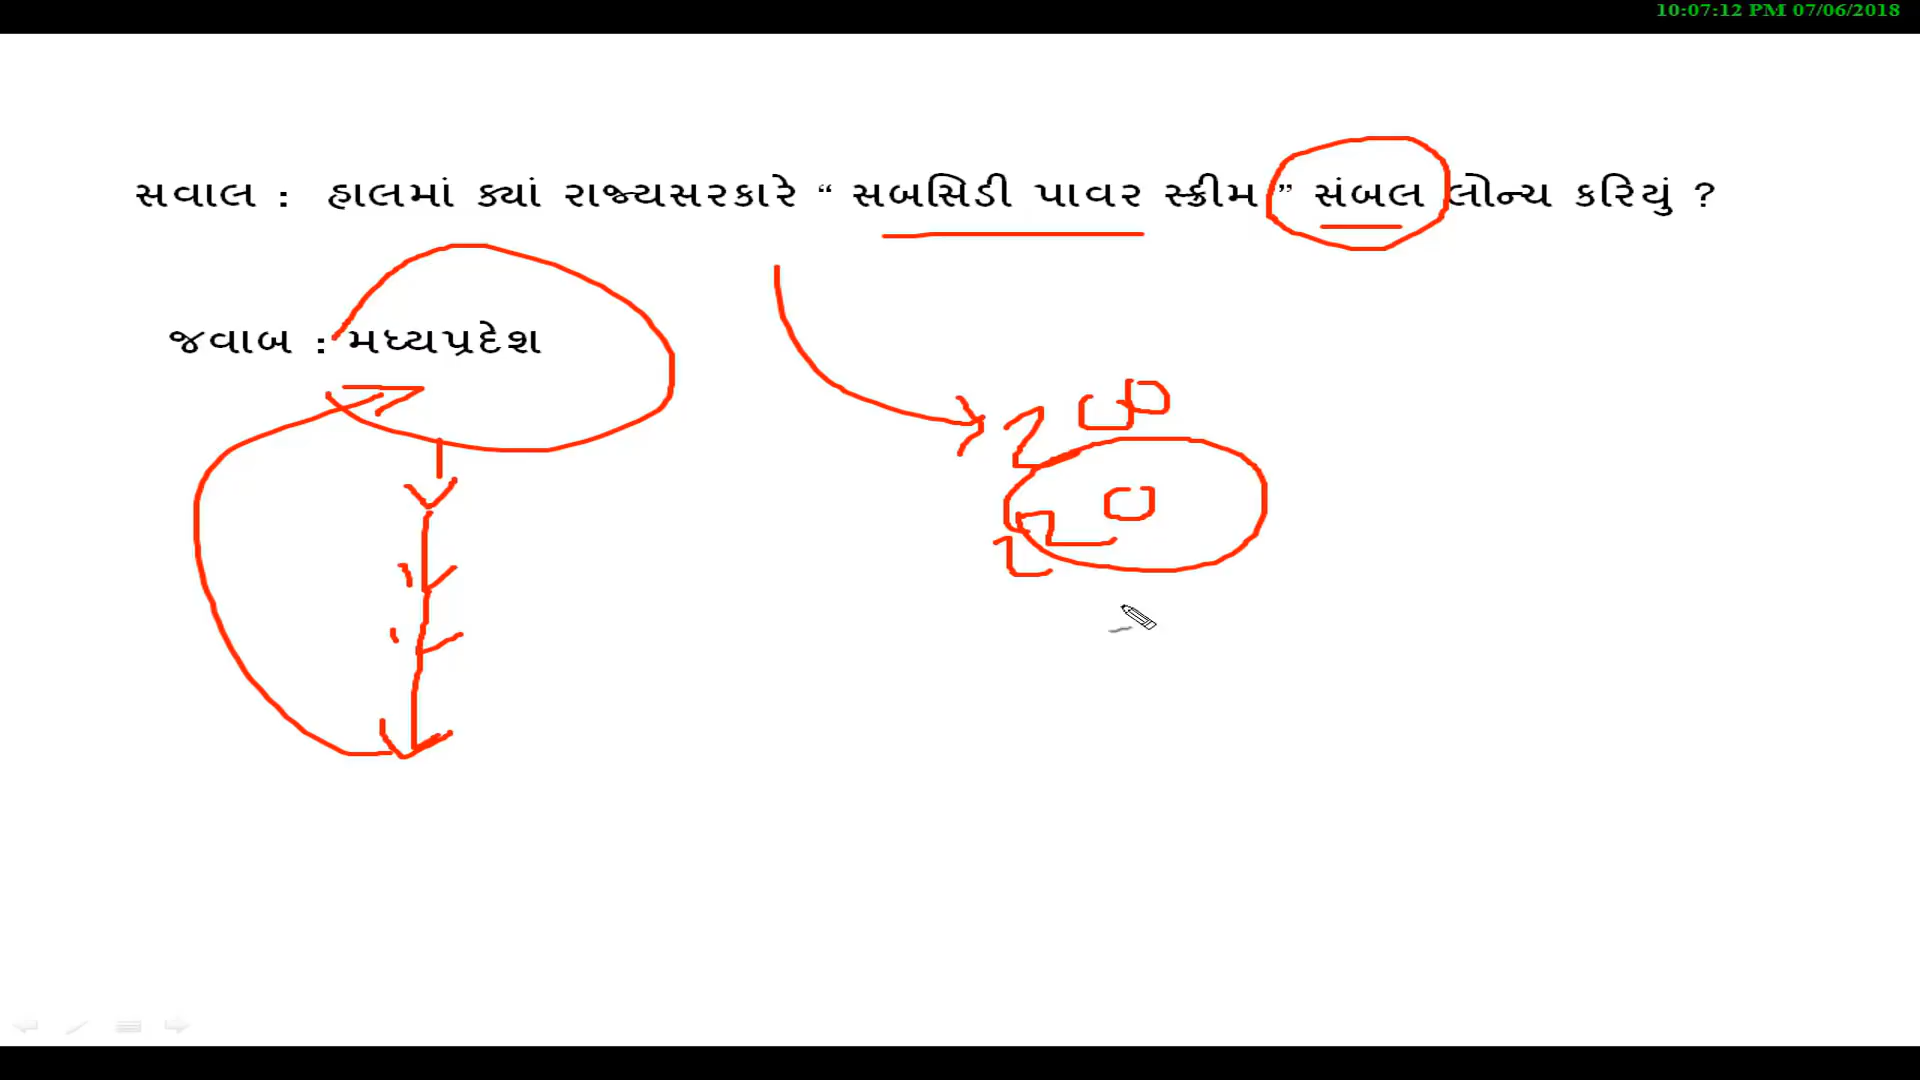 10:07:12 PM 07/06/2018
સવાલ : હાલમાં ક્યાં રાજ્યસરકારે “ સબસિડી પાવર સ્ક્રીમ ” સંબલ લોન્ચ કરિયું ?
જવાબ : મધ્યપ્રદેશ